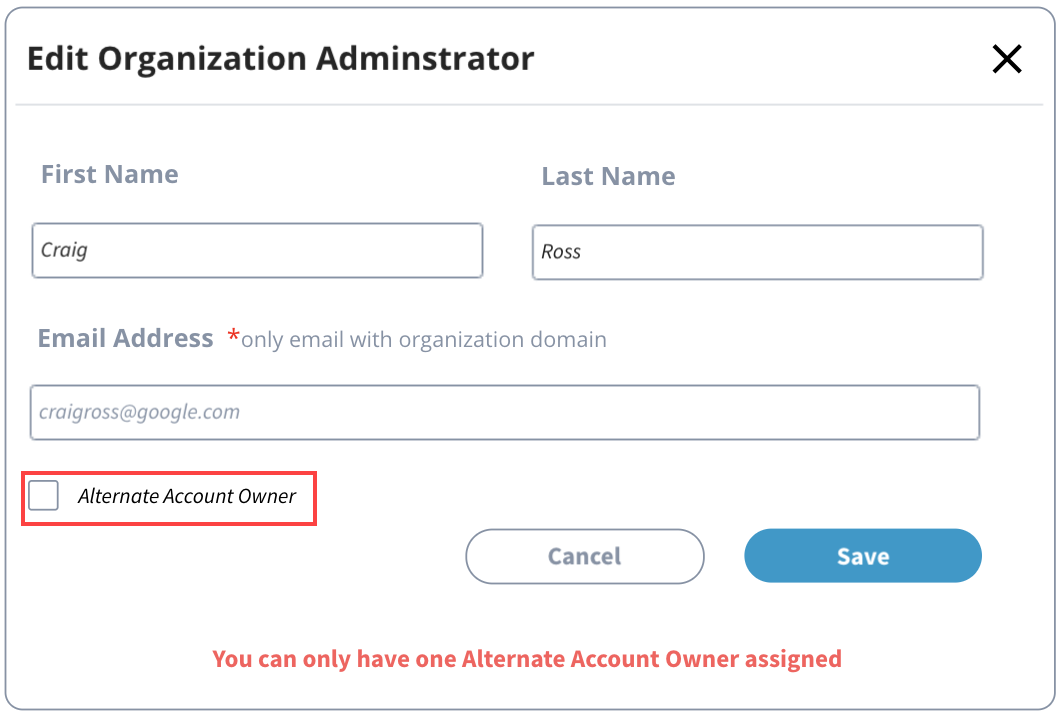 Edit Organization Adminstrator
First Name
Last Name
Craig
Ross
Email Address *only email with organization domain
craigross@google.com
Alternate Account Owner
Cancel
Save
You can only have one Alternate Account Owner assigned